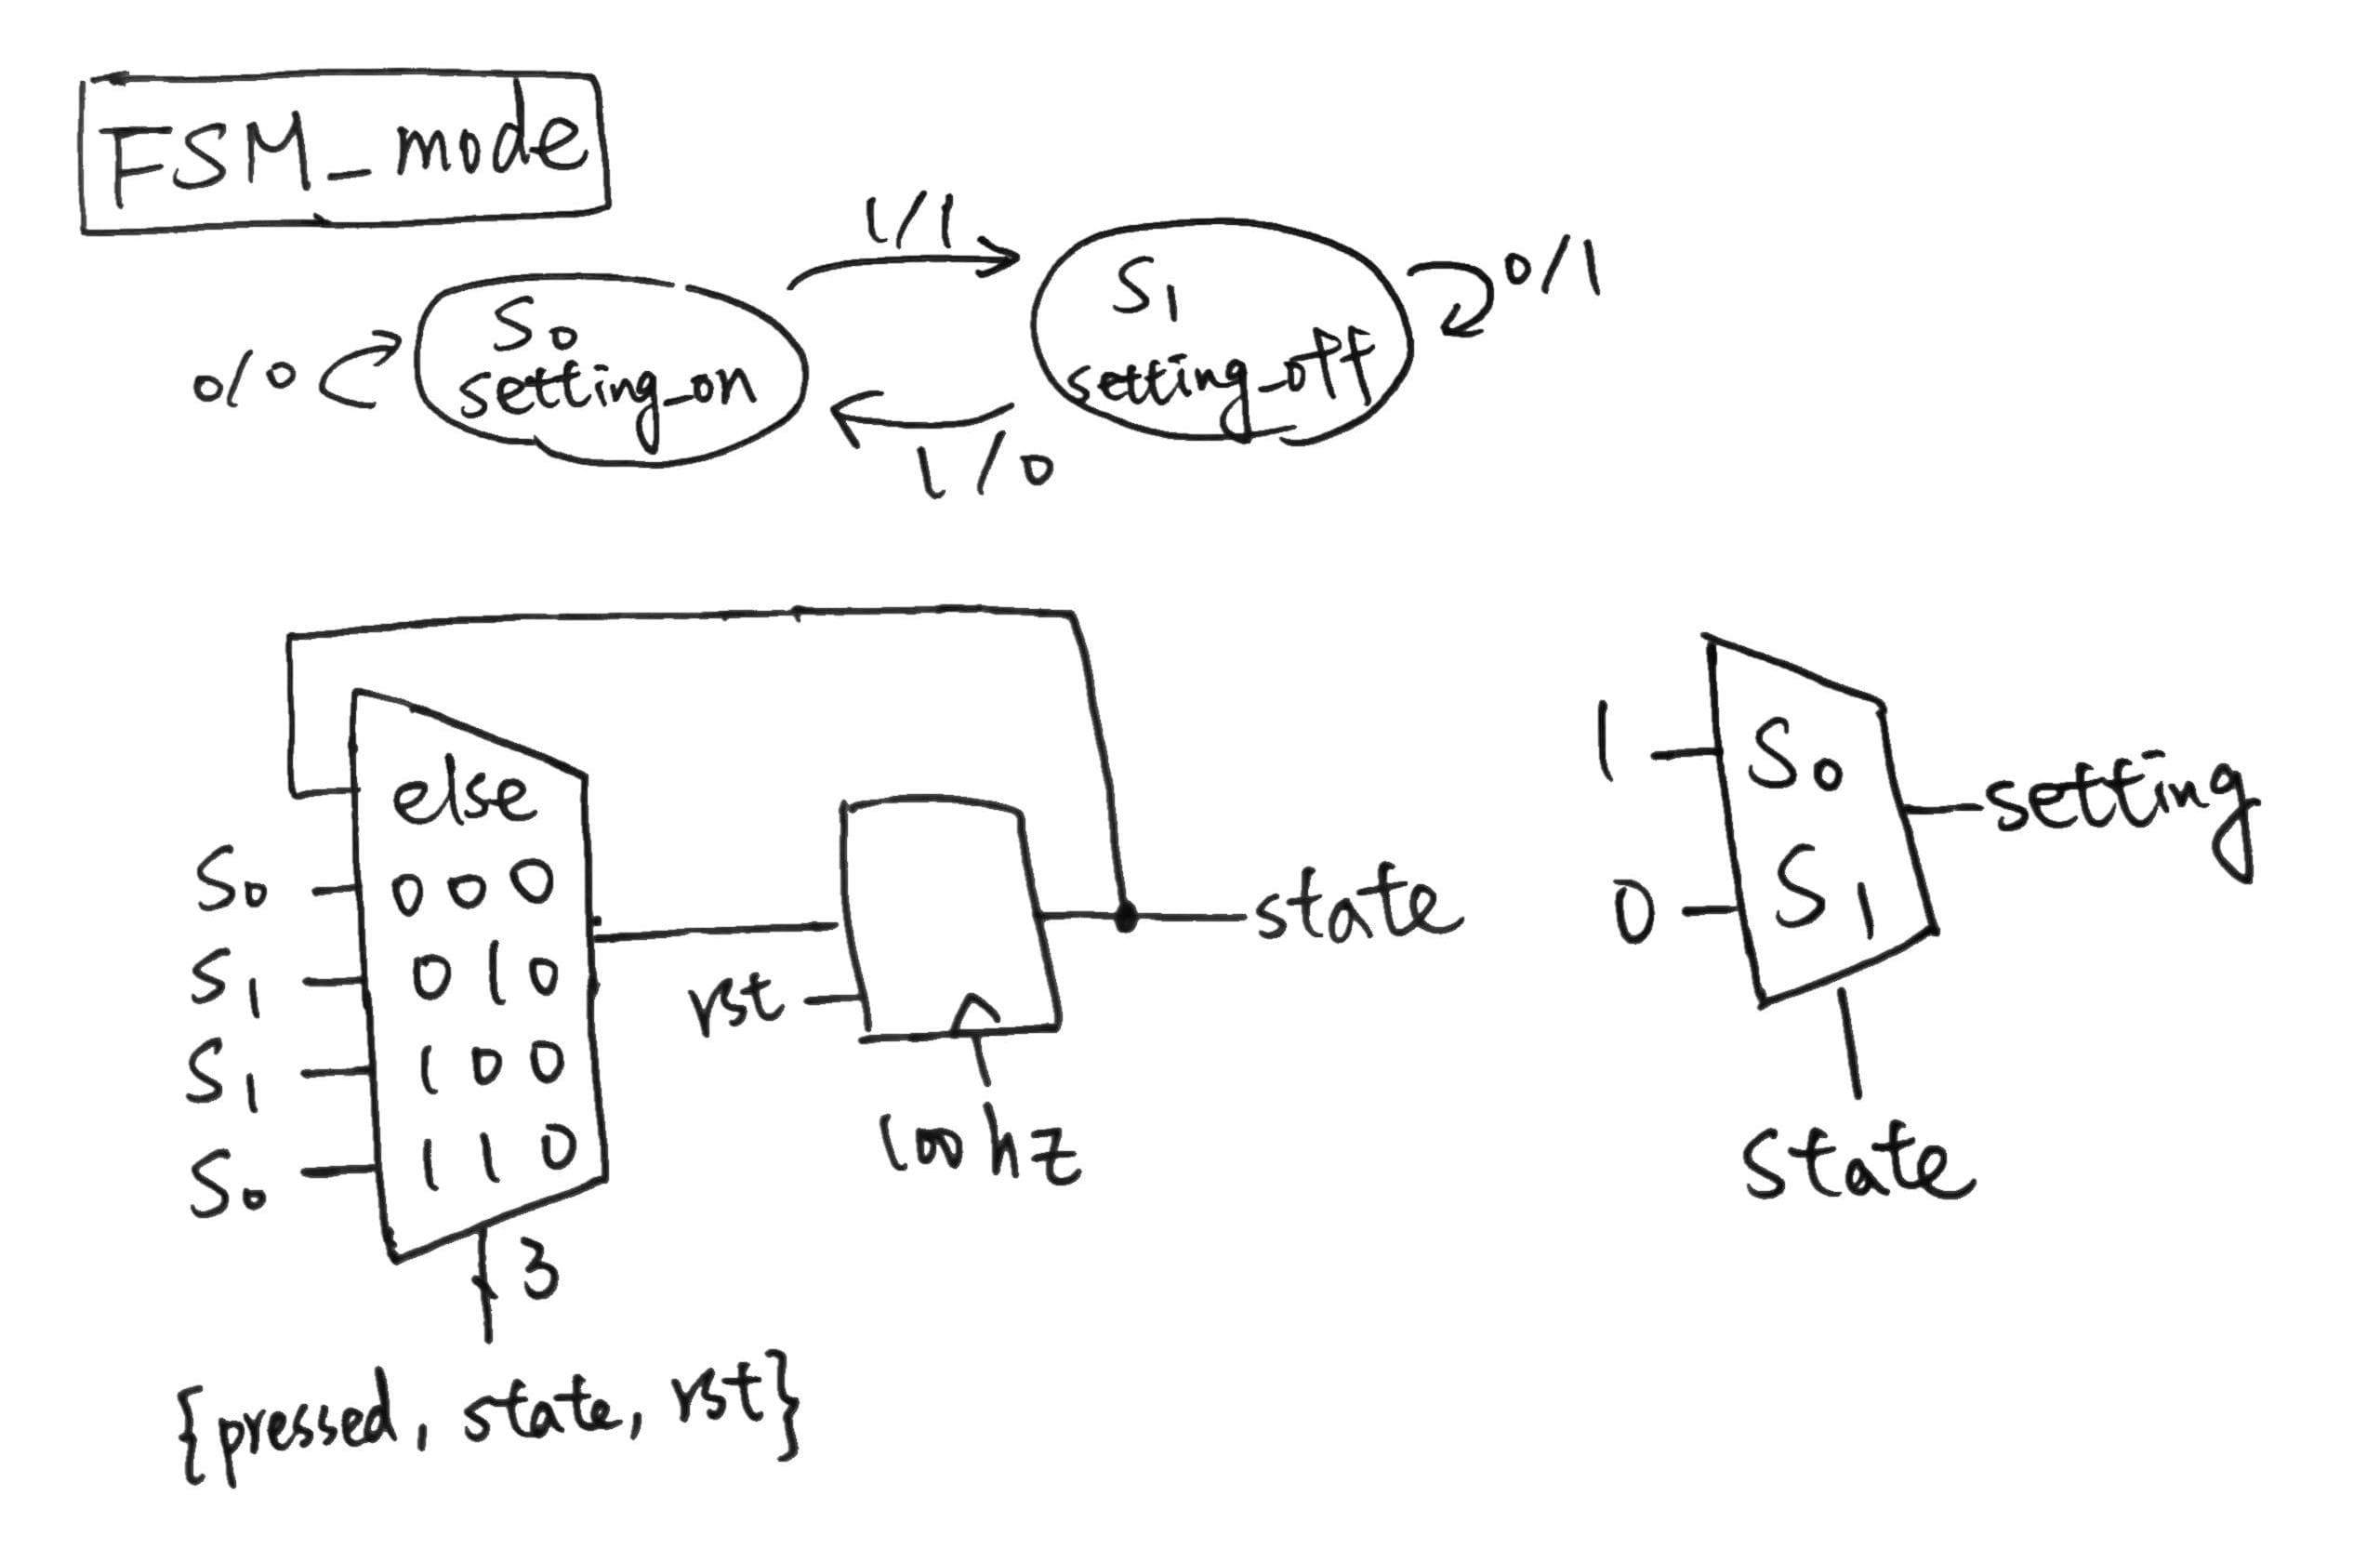 FSM_mode
1/1
S0
setting_on
0/0
S1
setting_off
0/1
1/0
else
S0 000
S1 010
S1 100
S0 110
3
{pressed, state, rst}
rst
100hz
state
1 S0
0 S1
setting
state